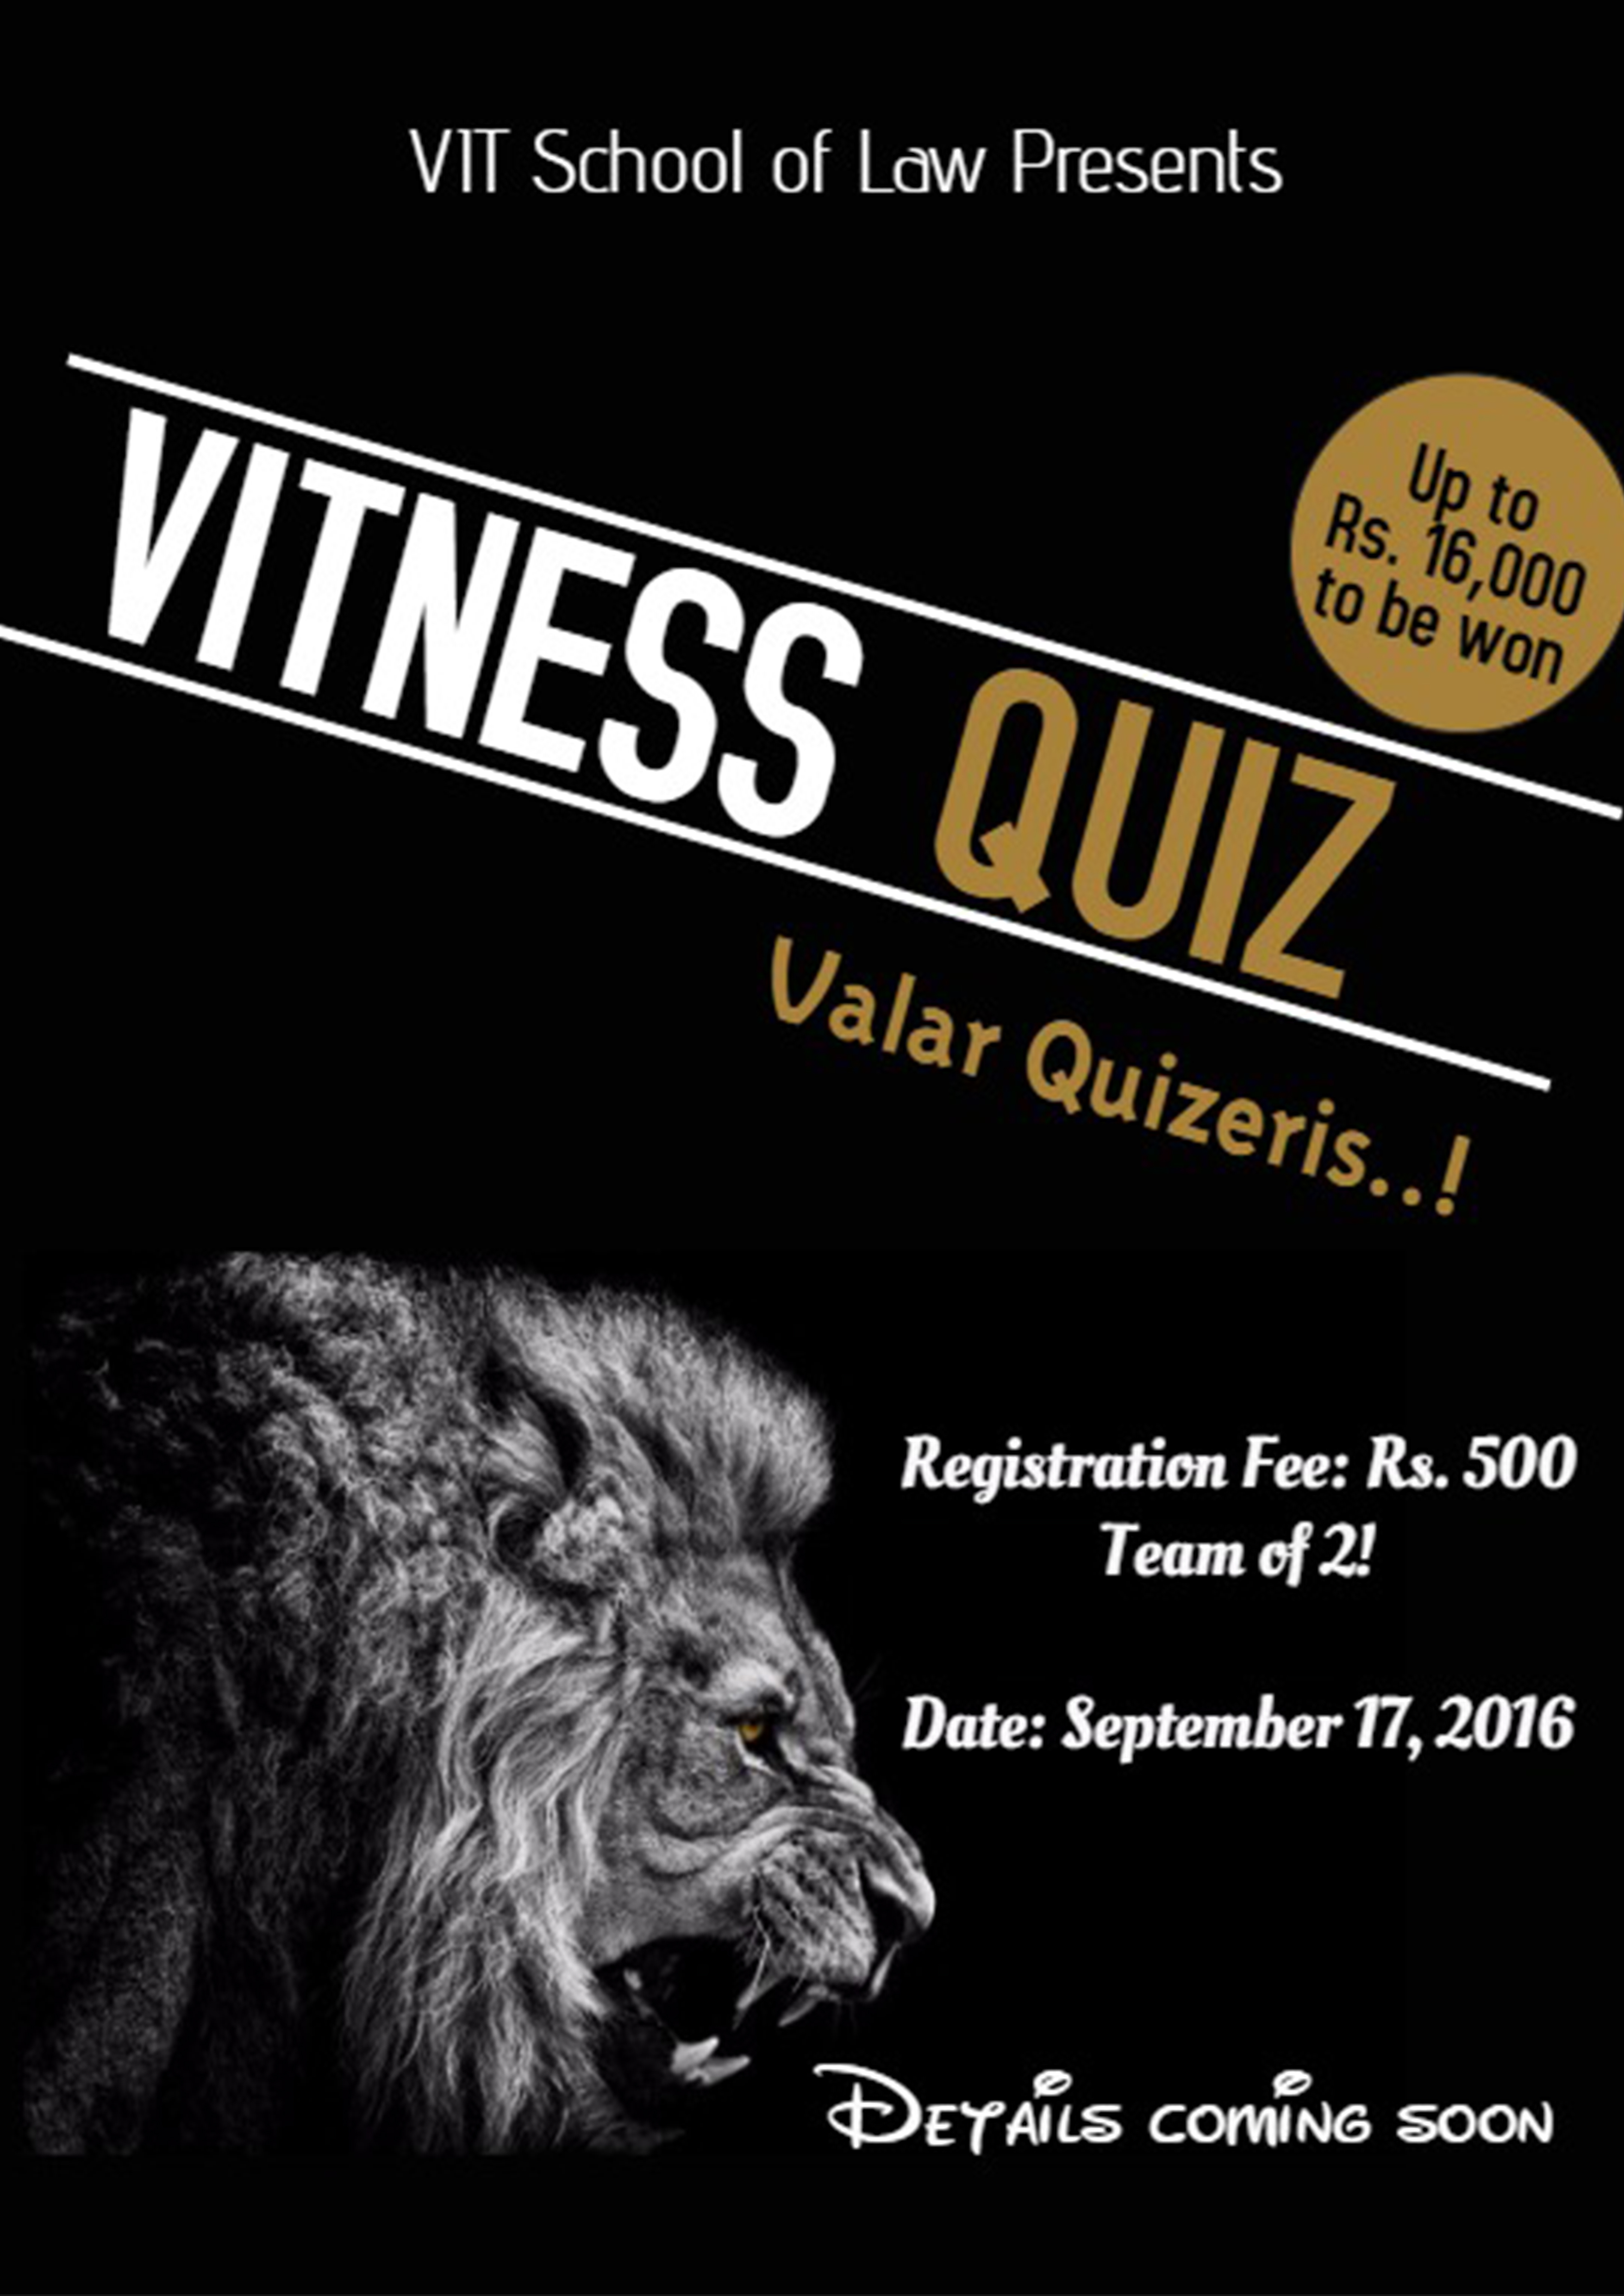 VIT School of Law Presents
Up to
Rs. 16,000
to be won
VITNESS QUIZ
Valar Quizeris..!
Registration Fee: Rs. 500
Team of 2!
Date: September 17, 2016
Details coming soon